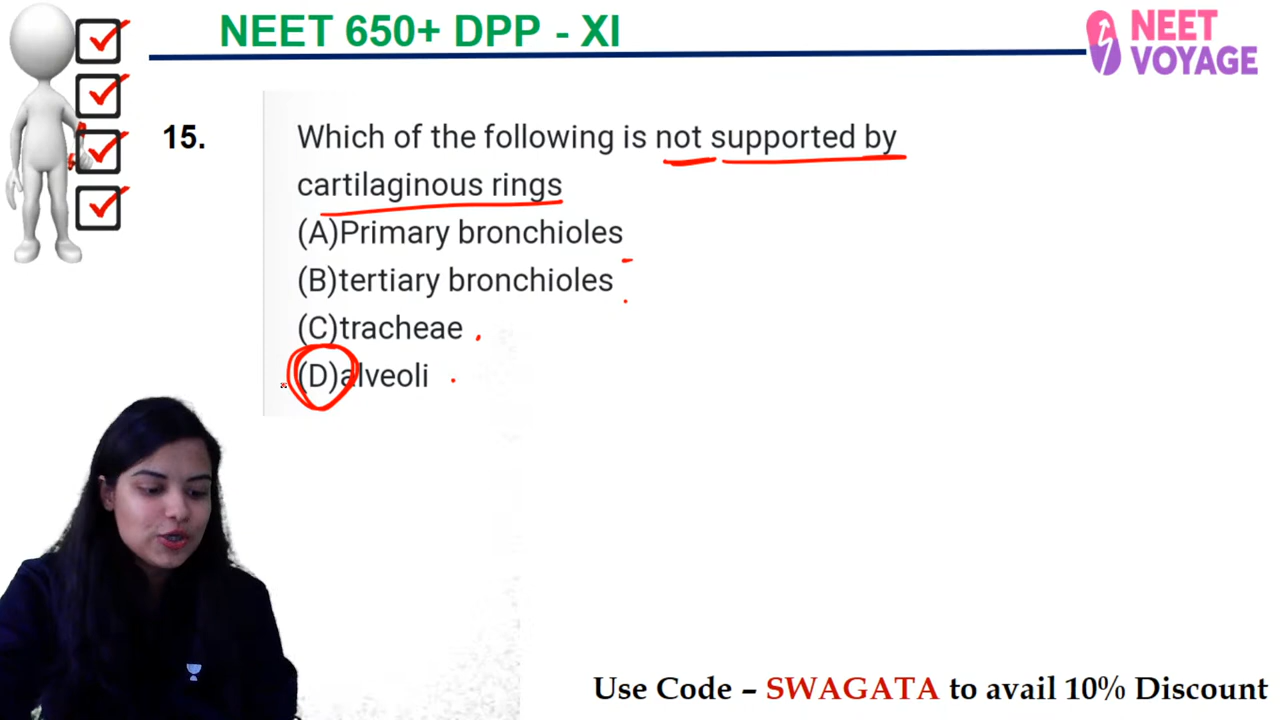 NEET 650+ DPP - XI
NEET
VOYAGE
15.
Which of the following is not supported by
cartilaginous rings
(A)Primary bronchioles
(B)tertiary bronchioles
(C)tracheae
(D)alveoli
Use Code – SWAGATA to avail 10% Discount